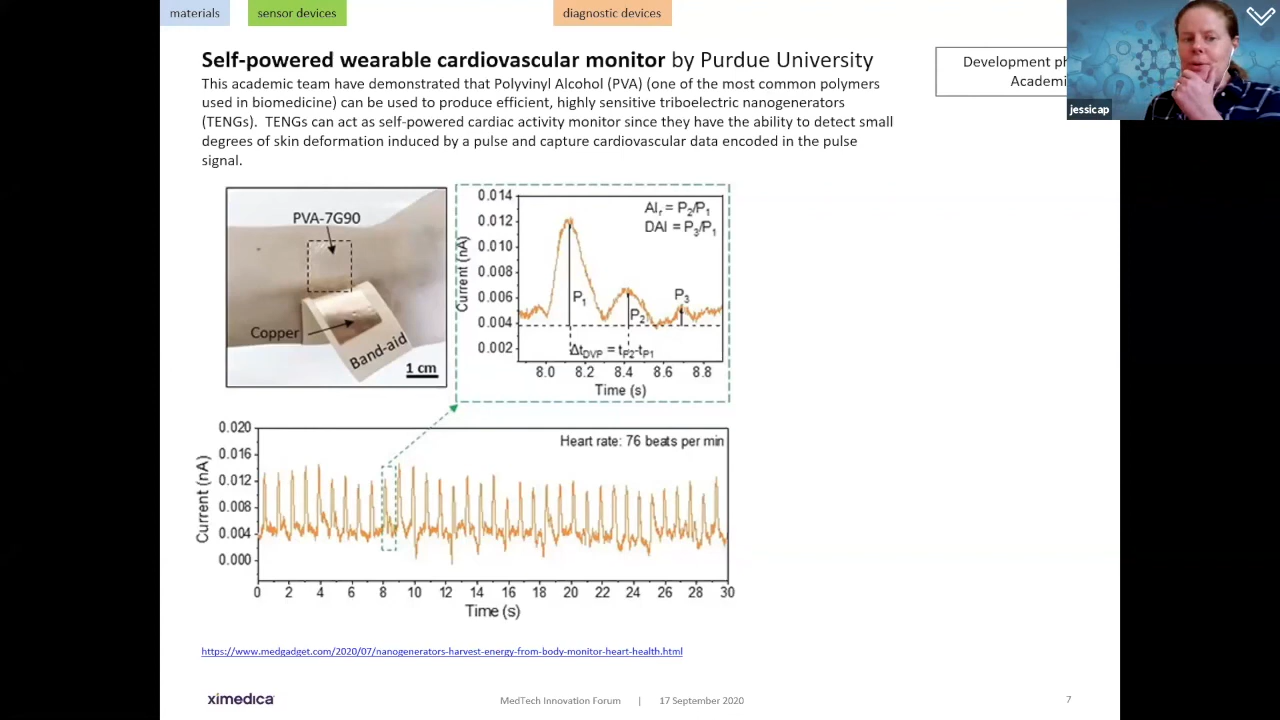 materials
sensor devices
diagnostic devices
Self-powered wearable cardiovascular monitor by Purdue University
This academic team have demonstrated that Polyvinyl Alcohol (PVA) (one of the most common polymers
used in biomedicine) can be used to produce efficient, highly sensitive triboelectric nanogenerators
(TENGs).  TENGs can act as self-powered cardiac activity monitor since they have the ability to detect small
degrees of skin deformation induced by a pulse and capture cardiovascular data encoded in the pulse
signal.
Development ph
Academi
jessicap
PVA-7G90
Copper
Band-aid
1 cm
Current (nA)
0.014
0.012
0.010
0.008
0.006
0.004
0.002
AIr = P2/P1
DAI = P3/P1
P1
P2
P3
ΔtDVP = tP2-tP1
8.0 8.2 8.4 8.6 8.8
Time (s)
Heart rate: 76 beats per min
Current (nA)
0.020
0.016
0.012
0.008
0.004
0.000
0 2 4 6 8 10 12 14 16 18 20 22 24 26 28 30
Time (s)
https://www.medgadget.com/2020/07/nanogenerators-harvest-energy-from-body-monitor-heart-health.html
ximedica
MedTech Innovation Forum | 17 September 2020
7